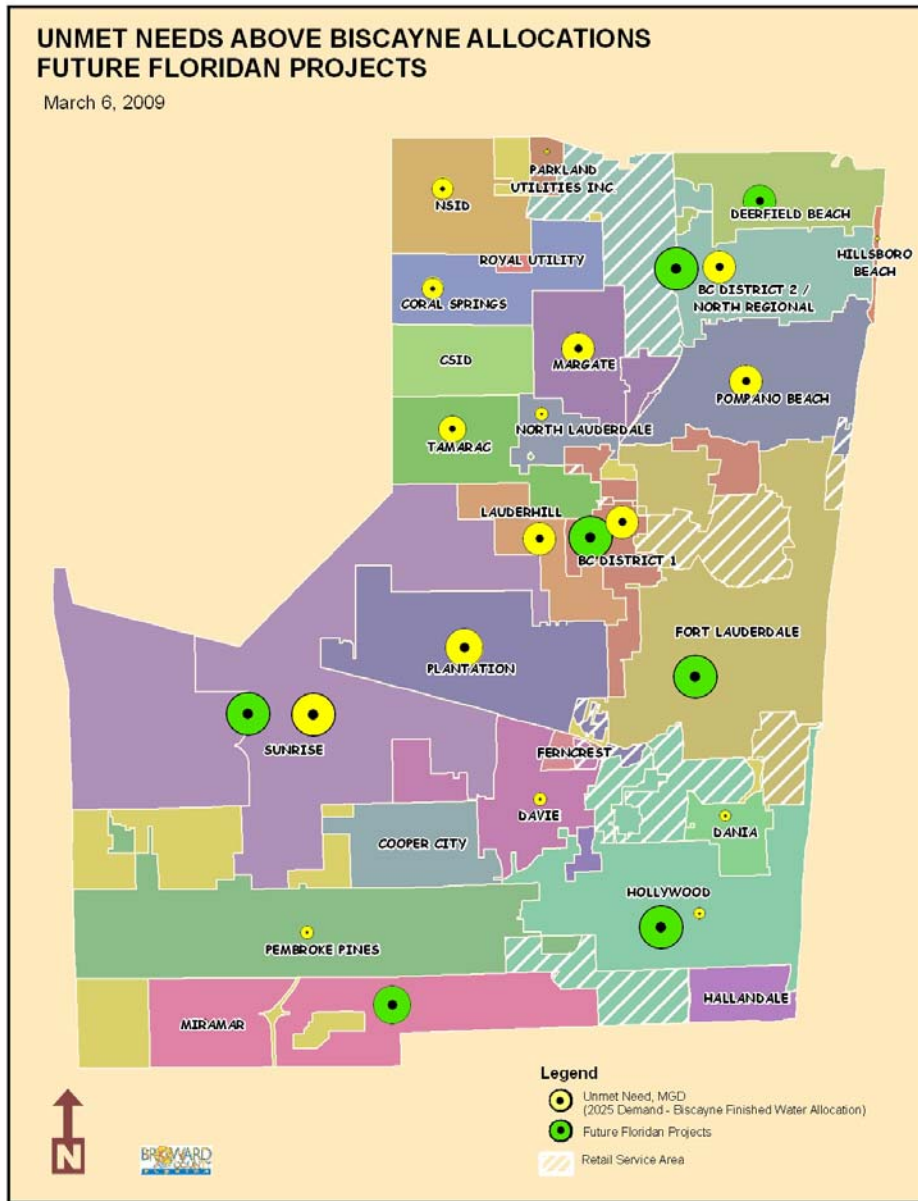 UNMET NEEDS ABOVE BISCAYNE ALLOCATIONS
FUTURE FLORIDAN PROJECTS
March 6, 2009
PARKLAND
UTILITIES INC.
NSID
DEERFIELD BEACH
HILLSBORO
BEACH
ROYAL UTILITY
BC DISTRICT 2 /
NORTH REGIONAL
CORAL SPRINGS
CSID
MARGATE
POMPANO BEACH
NORTH LAUDERDALE
TAMARAC
LAUDERHILL
BC DISTRICT 1
FORT LAUDERDALE
PLANTATION
SUNRISE
FERNCREST
DAVIE
DANIA
COOPER CITY
HOLLYWOOD
PEMBROKE PINES
HALLANDALE
MIRAMAR
Legend
Unmet Need, MGD
(2025 Demand - Biscayne Finished Water Allocation)
Future Floridan Projects
Retail Service Area
N
BROWARD
COUNTY
FLORIDA